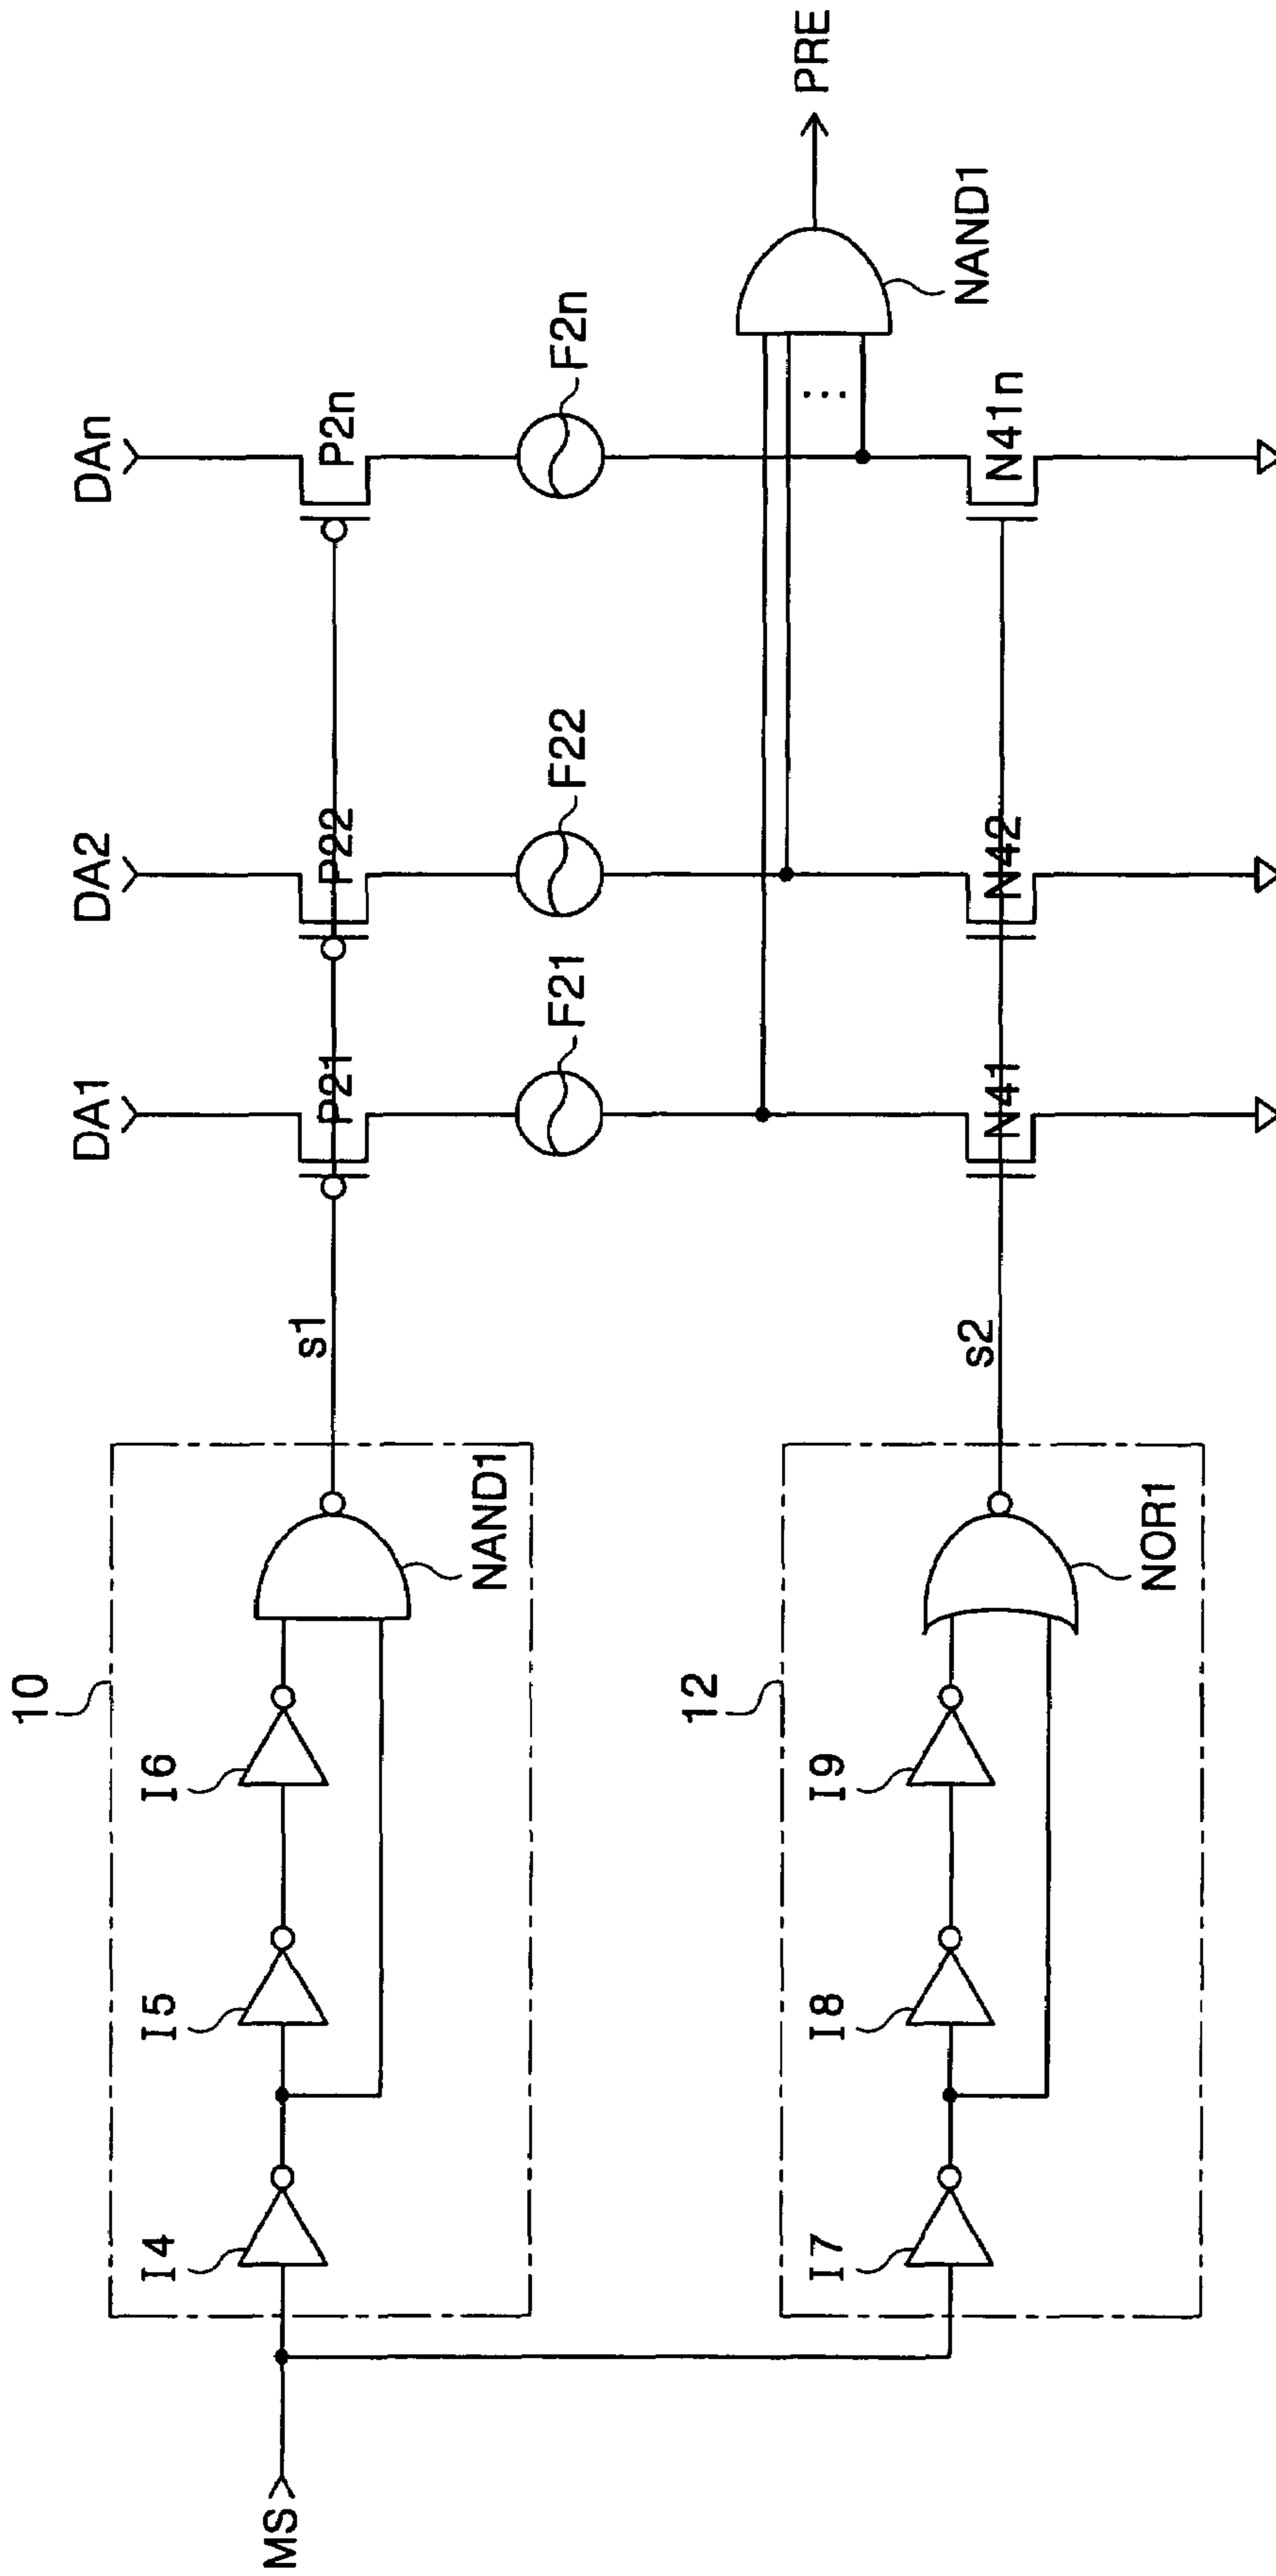 DA1
DA2
DAn
10
I4
I5
I6
NAND1
s1
P21
P22
P2n
F21
F22
F2n
MS
PRE
NAND1
12
I7
I8
I9
NOR1
s2
N41
N42
N41n